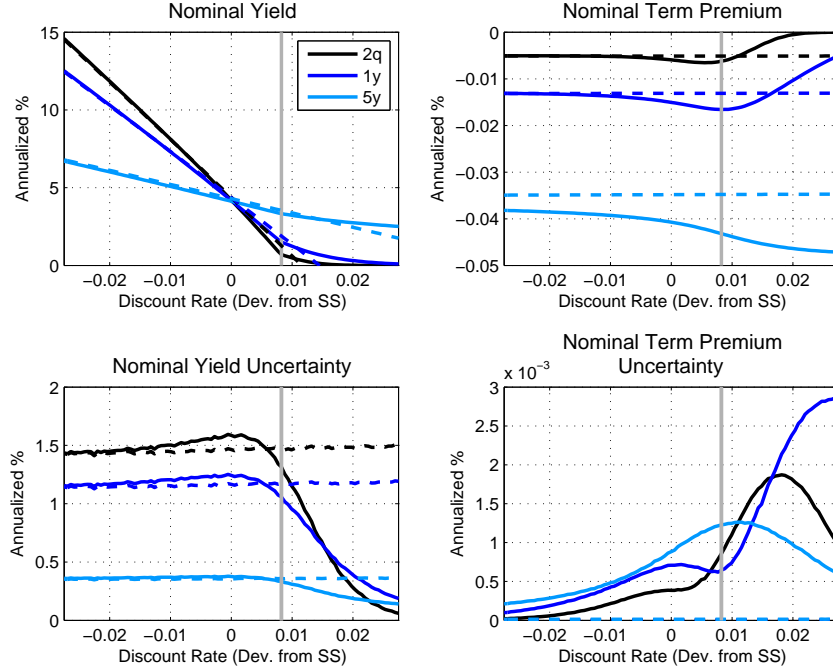 Nominal Yield
15
10
5
0
Annualized %
−0.02 −0.01 0 0.01 0.02
Discount Rate (Dev. from SS)
2q
1y
5y
Nominal Term Premium
0
−0.01
−0.02
−0.03
−0.04
−0.05
Annualized %
−0.02 −0.01 0 0.01 0.02
Discount Rate (Dev. from SS)
Nominal Yield Uncertainty
2
1.5
1
0.5
0
Annualized %
−0.02 −0.01 0 0.01 0.02
Discount Rate (Dev. from SS)
Nominal Term Premium
Uncertainty
x 10−3
3
2.5
2
1.5
1
0.5
0
Annualized %
−0.02 −0.01 0 0.01 0.02
Discount Rate (Dev. from SS)